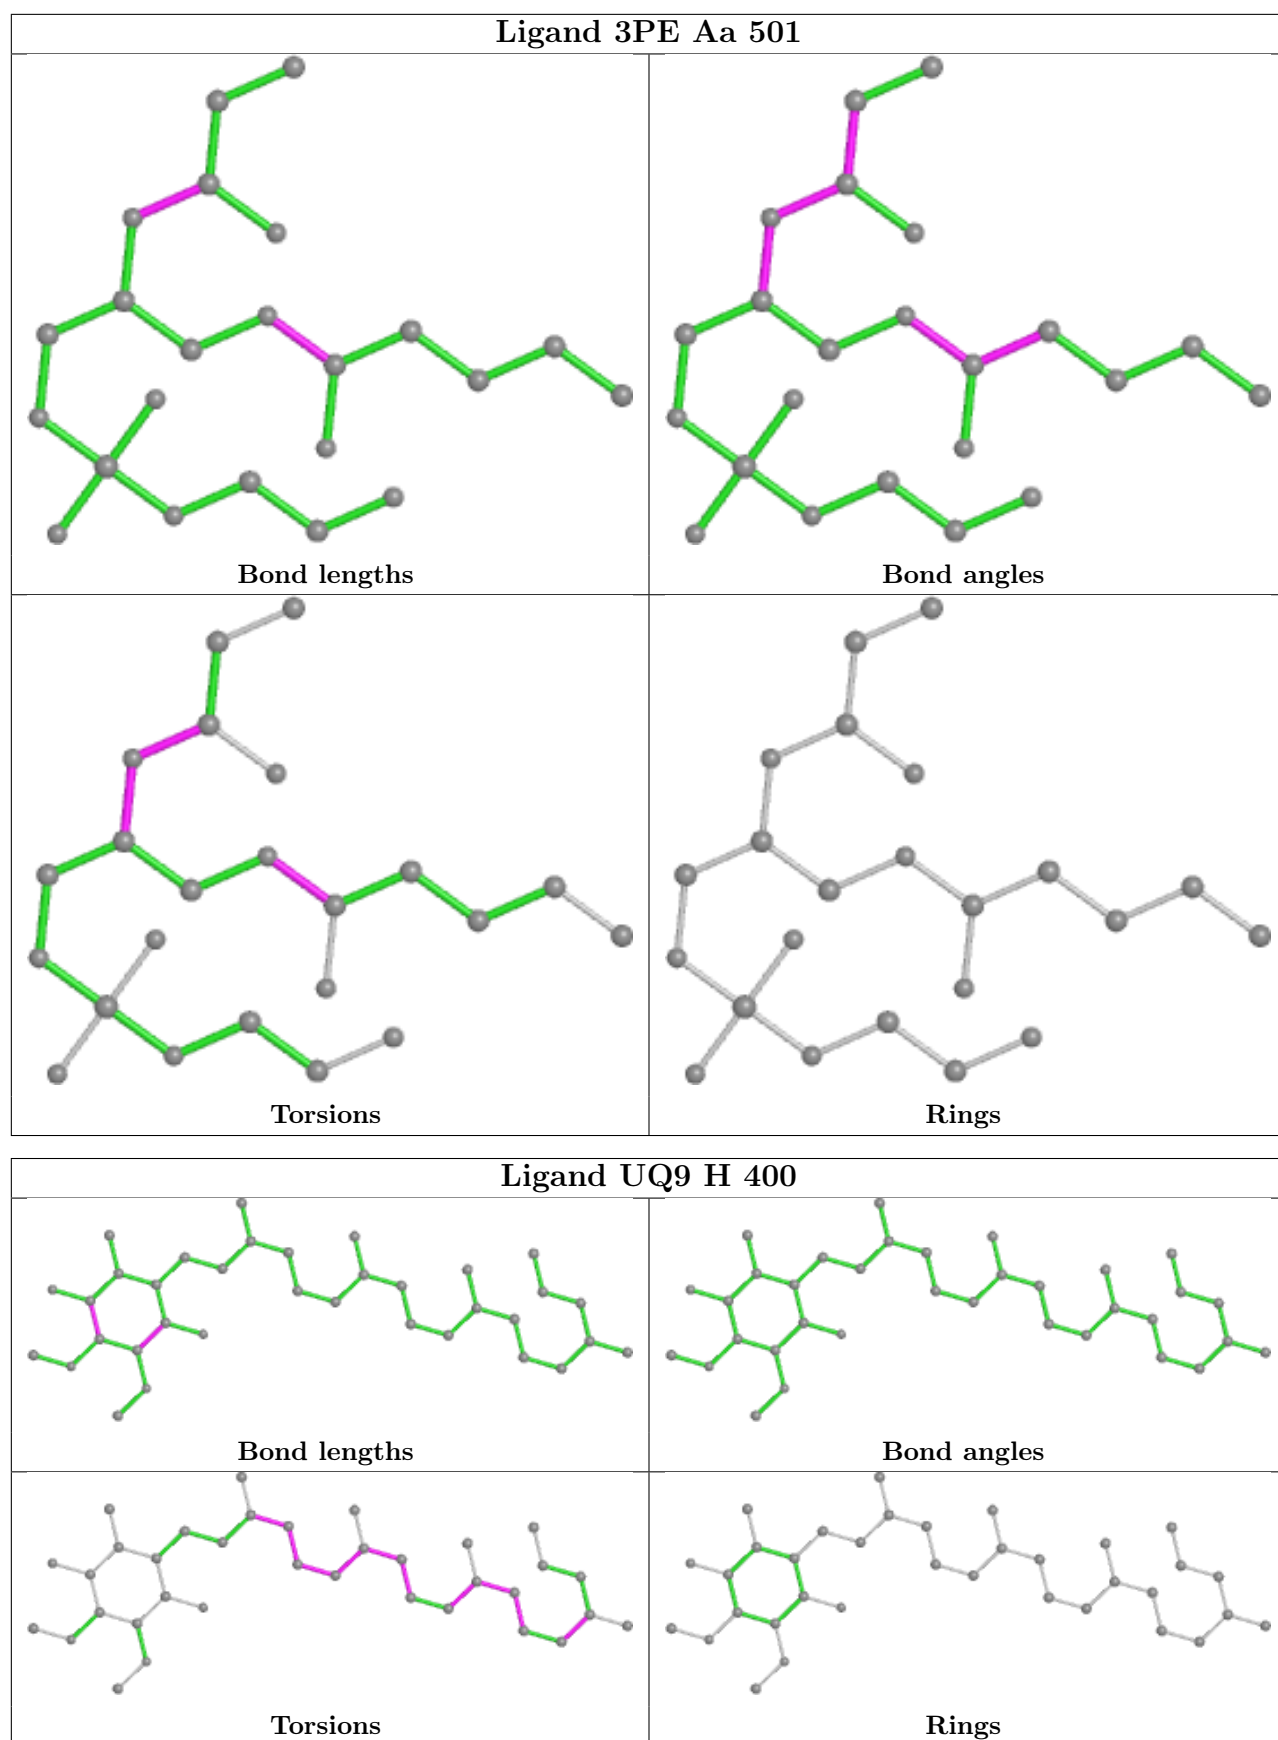 Ligand 3PE Aa 501
Bond lengths
Bond angles
Torsions
Rings
Ligand UQ9 H 400
Bond lengths
Bond angles
Torsions
Rings